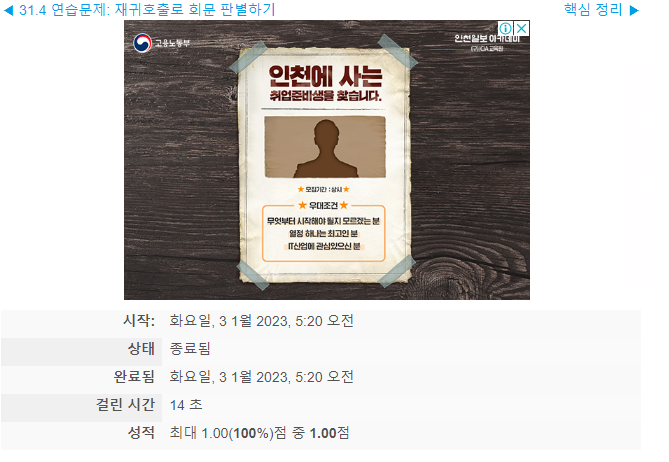 ◀ 31.4 연습문제: 재귀호출로 회문 판별하기
핵심 정리 ▶
고용노동부
인천일보 아카데미
(구)CIA교육원
인천에 사는
취업준비생을 찾습니다.
★ 모집기간 : 상시 ★
★ 우대조건 ★
무엇부터 시작해야 될지 모르겠는 분
열정 하나는 최고인 분
IT산업에 관심있으신 분
시작: 화요일, 3 1월 2023, 5:20 오전
상태 종료됨
완료됨 화요일, 3 1월 2023, 5:20 오전
걸린 시간 14 초
성적 최대 1.00(100%)점 중 1.00점